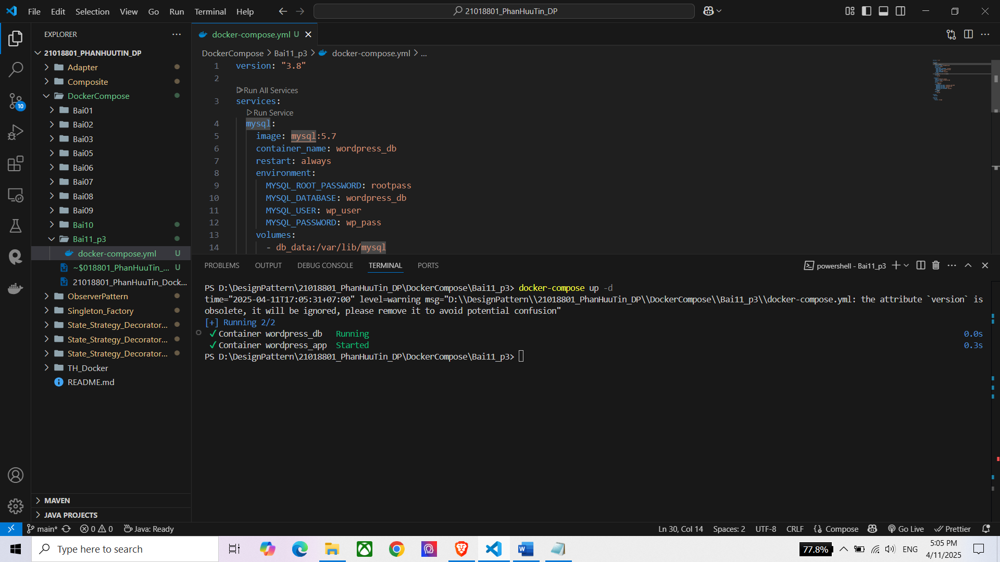 File Edit Selection View Go Run Terminal Help
21018801_PhanHuuTin_DP
EXPLORER
21018801_PHANHUUTIN_DP
Adapter
Composite
DockerCompose
Bai01
Bai02
Bai03
Bai05
Bai06
Bai07
Bai08
Bai09
Bai10
Bai11_p3
docker-compose.yml U
~$018801_PhanHuuTin_... U
21018801_PhanHuuTin_Dock...
ObserverPattern
Singleton_Factory
State_Strategy_Decorator...
State_Strategy_Decorator...
State_Strategy_Decorator...
TH_Docker
README.md
MAVEN
JAVA PROJECTS
10
docker-compose.yml U
DockerCompose > Bai11_p3 > docker-compose.yml > ...
1 version: "3.8"
2
Run All Services
3 services:
Run Service
4 mysql:
5 image: mysql:5.7
6 container_name: wordpress_db
7 restart: always
8 environment:
9 MYSQL_ROOT_PASSWORD: rootpass
10 MYSQL_DATABASE: wordpress_db
11 MYSQL_USER: wp_user
12 MYSQL_PASSWORD: wp_pass
13 volumes:
14 - db_data:/var/lib/mysql
PROBLEMS OUTPUT DEBUG CONSOLE TERMINAL PORTS
powershell - Bai11_p3
PS D:\DesignPattern\21018801_PhanHuuTin_DP\DockerCompose\Bai11_p3> docker-compose up -d
time="2025-04-11T17:05:31+07:00" level=warning msg="D:\\DesignPattern\\21018801_PhanHuuTin_DP\\DockerCompose\\Bai11_p3\\docker-compose.yml: the attribute `version` is
obsolete, it will be ignored, please remove it to avoid potential confusion"
[+] Running 2/2
✓ Container wordpress_db Running 0.0s
✓ Container wordpress_app Started 0.3s
PS D:\DesignPattern\21018801_PhanHuuTin_DP\DockerCompose\Bai11_p3>
main* 0 0 Java: Ready
Ln 30, Col 14 Spaces: 2 UTF-8 CRLF {} Compose Go Live Prettier
Type here to search
77.8%
ENG
5:05 PM
4/11/2025